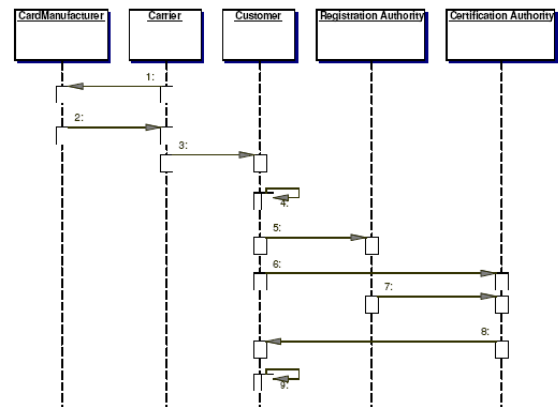 CardManufacturer
Carrier
Customer
Registration Authority
Certification Authority
1:
2:
3:
4:
5:
6:
7:
8:
9: